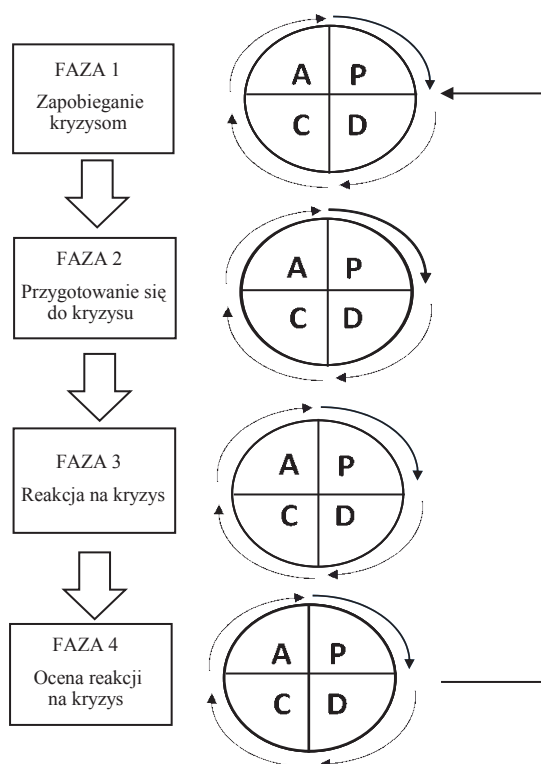 FAZA 1
Zapobieganie
kryzysom
A P
C D
FAZA 2
Przygotowanie się
do kryzysu
A P
C D
FAZA 3
Reakcja na kryzys
A P
C D
FAZA 4
Ocena reakcji
na kryzys
A P
C D